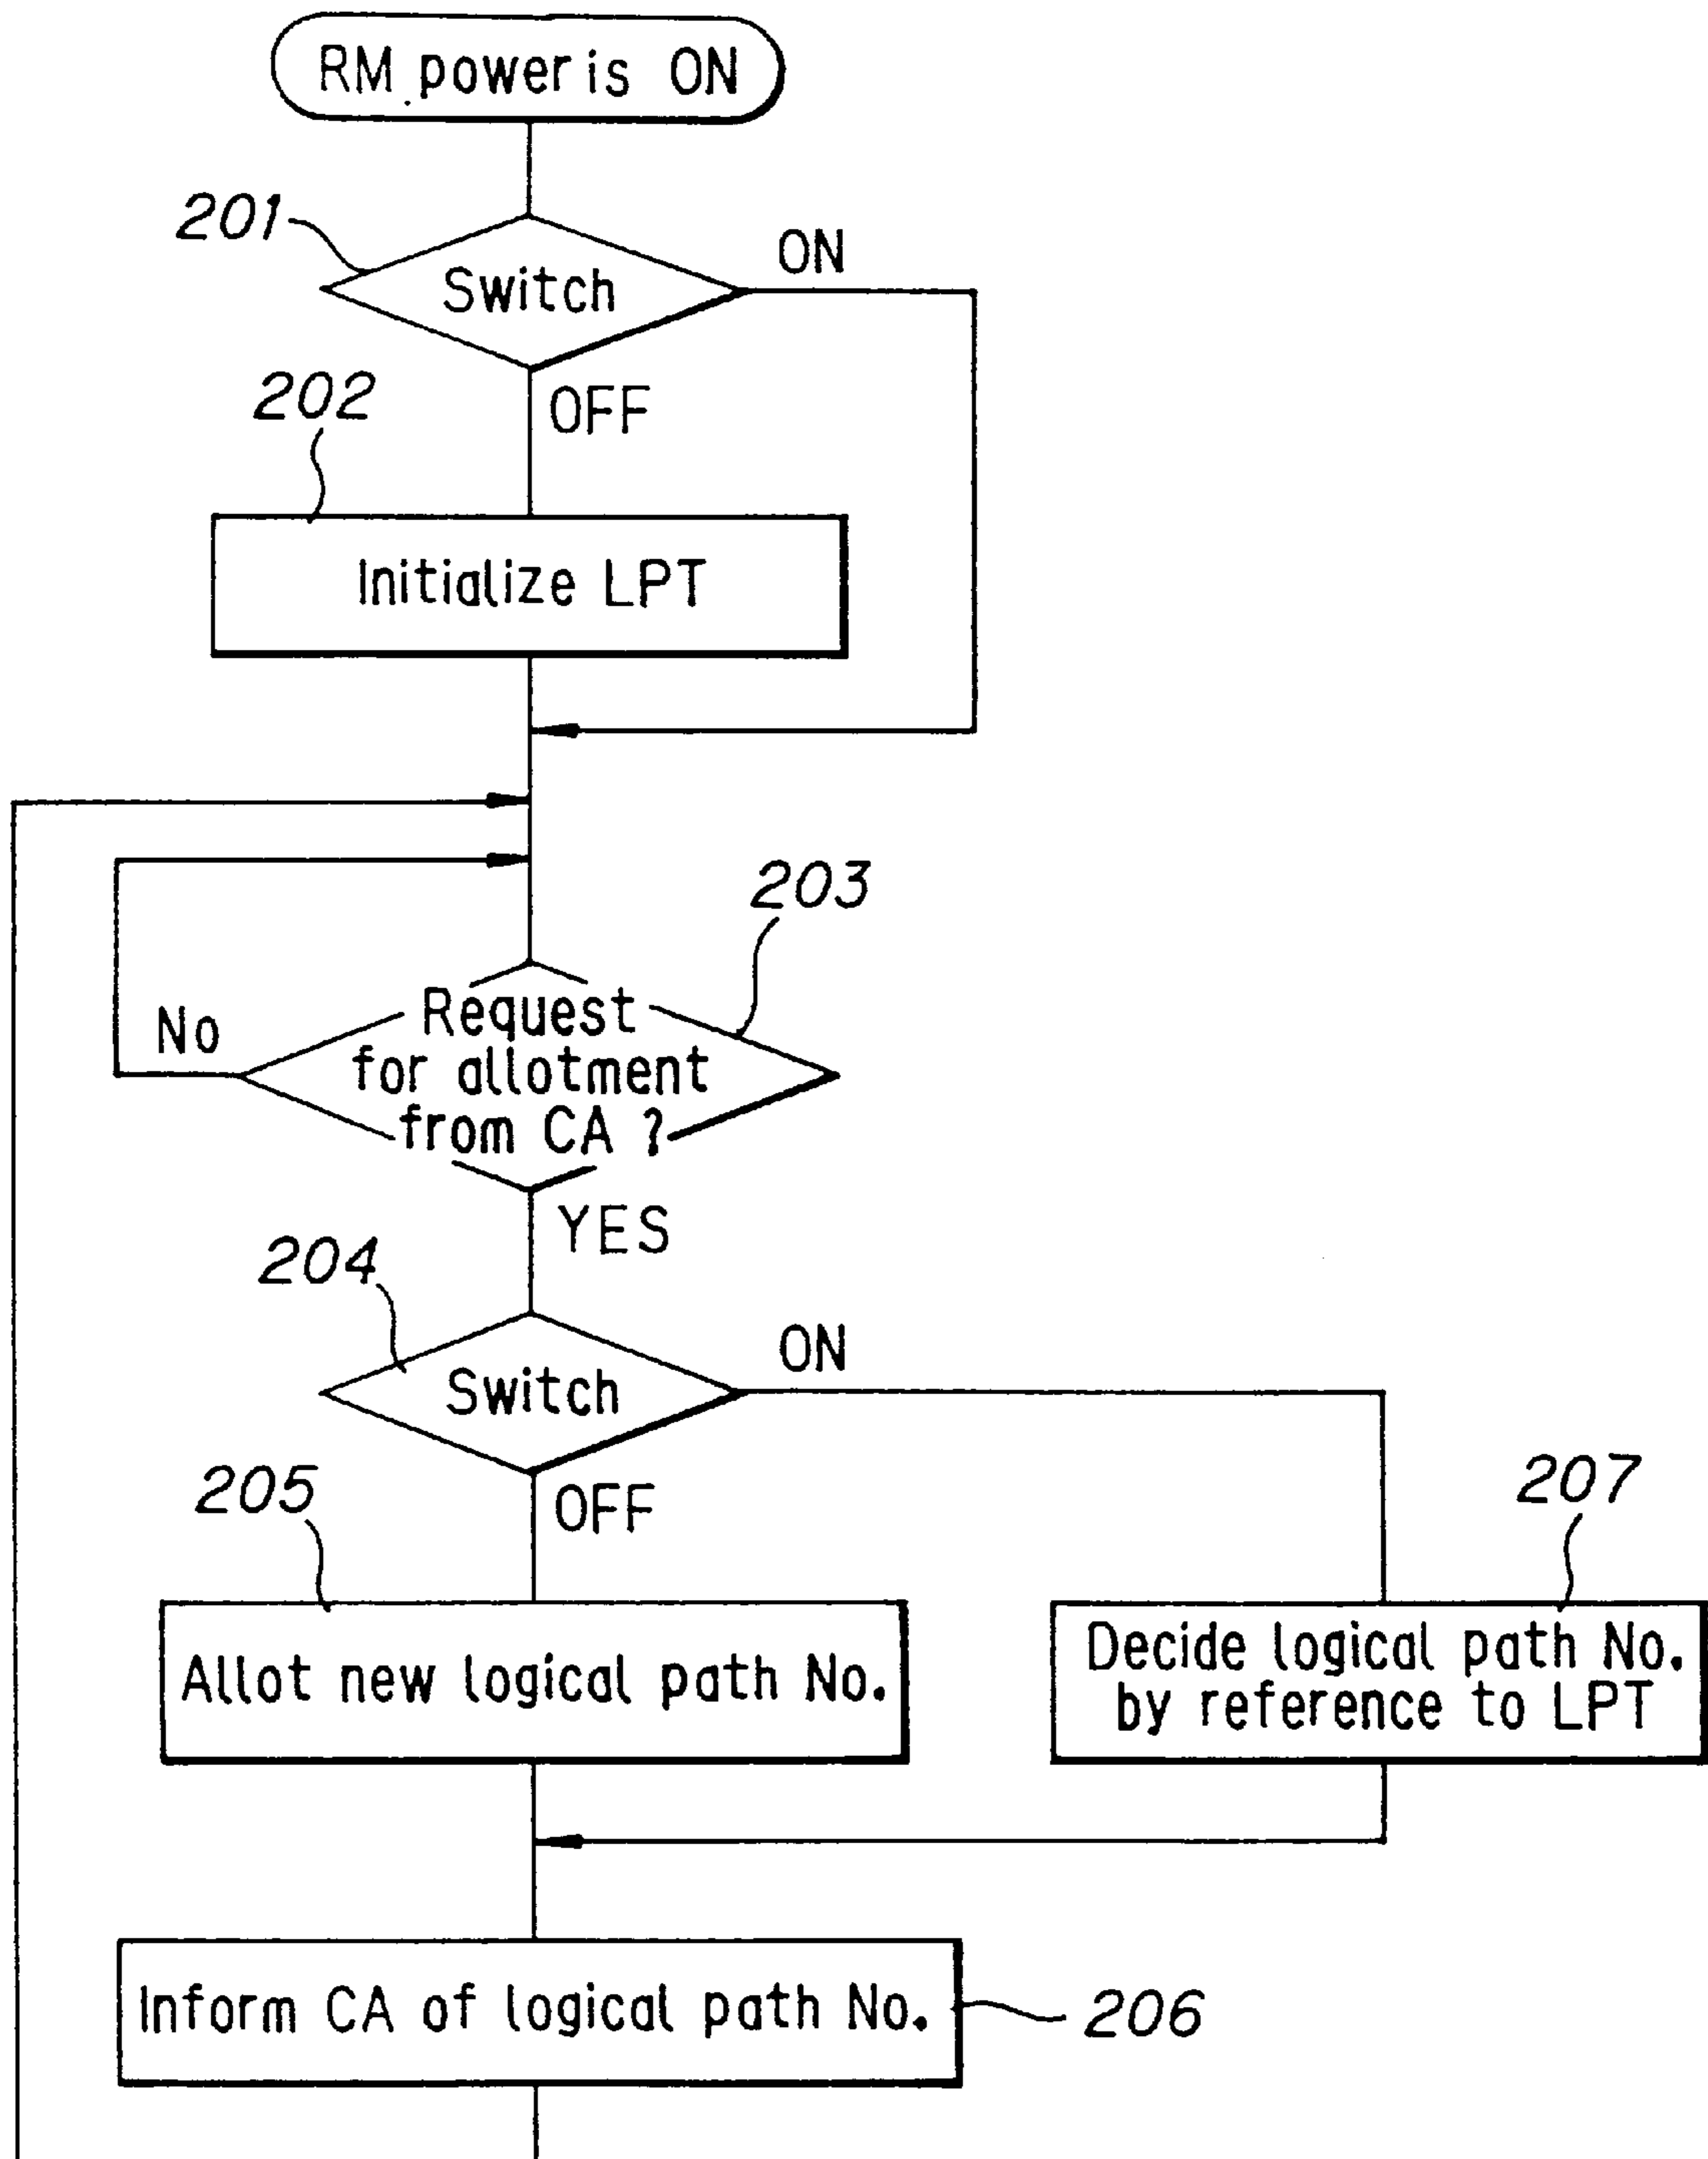 RM power is ON
201
Switch
ON
OFF
202
Initialize LPT
203
Request
for allotment
from CA ?
No
YES
204
Switch
ON
OFF
205
Allot new logical path No.
207
Decide logical path No.
by reference to LPT
Inform CA of logical path No.
206